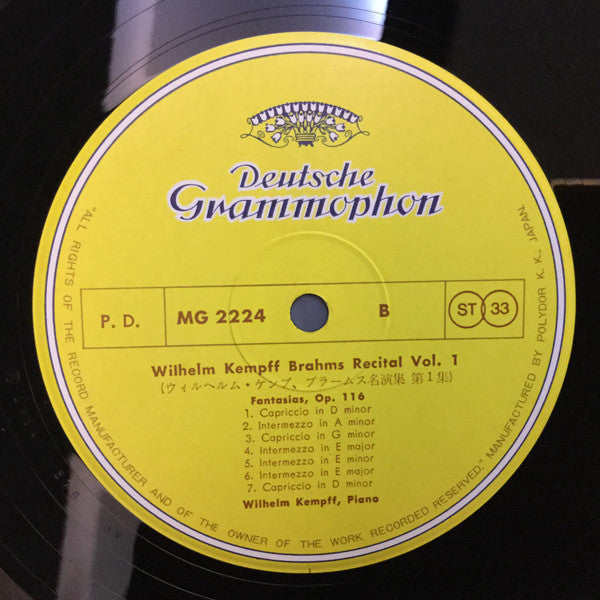 Deutsche
Grammophon
P. D.
MG 2224
B
ST 33
Wilhelm Kempff Brahms Recital Vol. 1
(ウィルヘルム・ケンプ、ブラームス名演集 第1集)
Fantasias, Op. 116
1. Capriccio in D minor
2. Intermezzo in A minor
3. Capriccio in G minor
4. Intermezzo in E major
5. Intermezzo in E minor
6. Intermezzo in E major
7. Capriccio in D minor
Wilhelm Kempff, Piano
"ALL RIGHTS OF THE RECORD MANUFACTURER AND OF THE OWNER OF THE WORK RECORDED RESERVED." MANUFACTURED BY POLYDOR K. K., JAPAN.